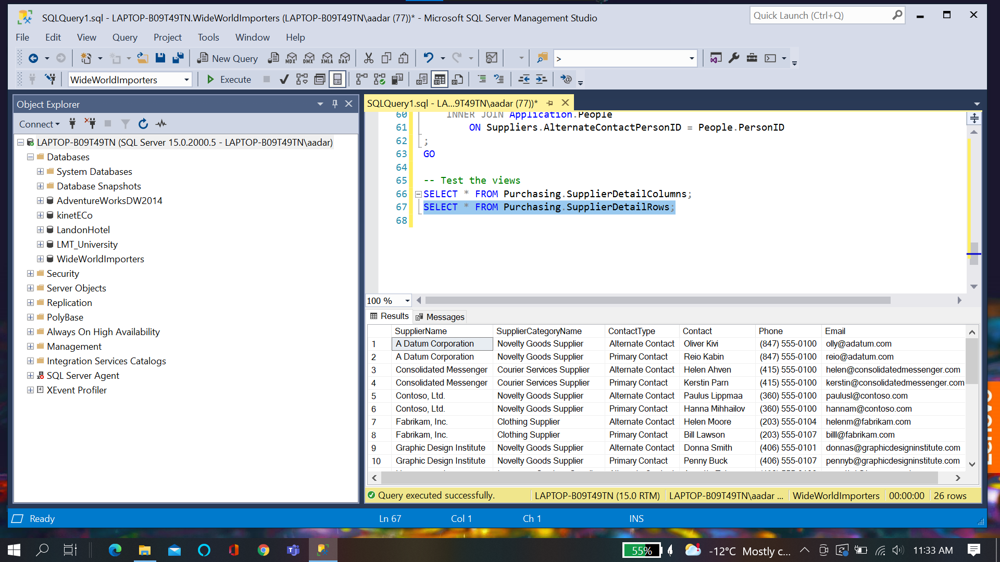 SQLQuery1.sql - LAPTOP-B09T49TN.WideWorldImporters (LAPTOP-B09T49TN\aadar (77))* - Microsoft SQL Server Management Studio
Quick Launch (Ctrl+Q)
File Edit View Query Project Tools Window Help
New Query MDX DMX XMLA DAX >
WideWorldImporters Execute
Object Explorer
Connect
LAPTOP-B09T49TN (SQL Server 15.0.2000.5 - LAPTOP-B09T49TN\aadar)
Databases
System Databases
Database Snapshots
AdventureWorksDW2014
kinetECo
LandonHotel
LMT_University
WideWorldImporters
Security
Server Objects
Replication
PolyBase
Always On High Availability
Management
Integration Services Catalogs
SQL Server Agent
XEvent Profiler
SQLQuery1.sql - LA...9T49TN\aadar (77))*
60 INNER JOIN Application.People
61 ON Suppliers.AlternateContactPersonID = People.PersonID
62 ;
63 GO
64
65 -- Test the views
66 SELECT * FROM Purchasing.SupplierDetailColumns;
67 SELECT * FROM Purchasing.SupplierDetailRows;
68
100 %
Results Messages
SupplierName SupplierCategoryName ContactType Contact Phone Email
1 A Datum Corporation Novelty Goods Supplier Alternate Contact Oliver Kivi (847) 555-0100 olly@adatum.com
2 A Datum Corporation Novelty Goods Supplier Primary Contact Reio Kabin (847) 555-0100 reio@adatum.com
3 Consolidated Messenger Courier Services Supplier Alternate Contact Helen Ahven (415) 555-0100 helen@consolidatedmessenger.com
4 Consolidated Messenger Courier Services Supplier Primary Contact Kerstin Parn (415) 555-0100 kerstin@consolidatedmessenger.com
5 Contoso, Ltd. Novelty Goods Supplier Alternate Contact Paulus Lippmaa (360) 555-0100 paulusl@contoso.com
6 Contoso, Ltd. Novelty Goods Supplier Primary Contact Hanna Mihhailov (360) 555-0100 hannam@contoso.com
7 Fabrikam, Inc. Clothing Supplier Alternate Contact Helen Moore (203) 555-0104 helenm@fabrikam.com
8 Fabrikam, Inc. Clothing Supplier Primary Contact Bill Lawson (203) 555-0107 billl@fabrikam.com
9 Graphic Design Institute Novelty Goods Supplier Alternate Contact Donna Smith (406) 555-0101 donnas@graphicdesigninstitute.com
10 Graphic Design Institute Novelty Goods Supplier Primary Contact Penny Buck (406) 555-0107 pennyb@graphicdesigninstitute.com
Query executed successfully. LAPTOP-B09T49TN (15.0 RTM) LAPTOP-B09T49TN\aadar ... WideWorldImporters 00:00:00 26 rows
Ready Ln 67 Col 1 Ch 1 INS
Lenovo
55% -12°C Mostly c... 11:33 AM